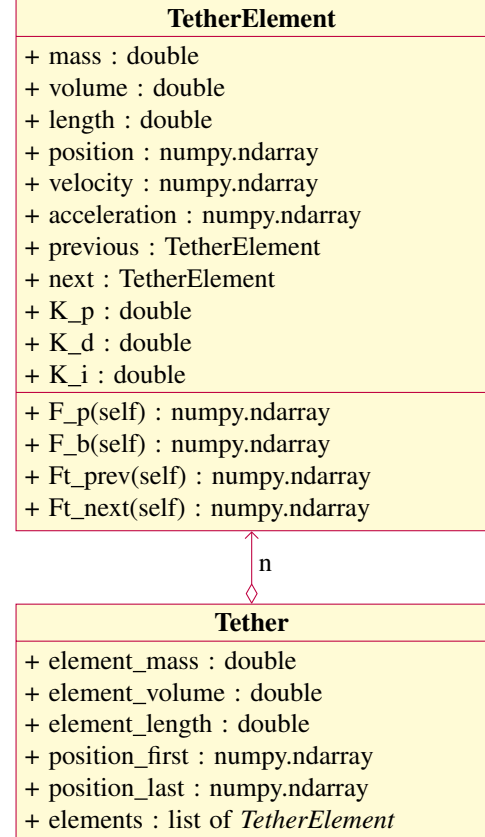 TetherElement
+ mass : double
+ volume : double
+ length : double
+ position : numpy.ndarray
+ velocity : numpy.ndarray
+ acceleration : numpy.ndarray
+ previous : TetherElement
+ next : TetherElement
+ K_p : double
+ K_d : double
+ K_i : double
+ F_p(self) : numpy.ndarray
+ F_b(self) : numpy.ndarray
+ Ft_prev(self) : numpy.ndarray
+ Ft_next(self) : numpy.ndarray
n
Tether
+ element_mass : double
+ element_volume : double
+ element_length : double
+ position_first : numpy.ndarray
+ position_last : numpy.ndarray
+ elements : list of TetherElement